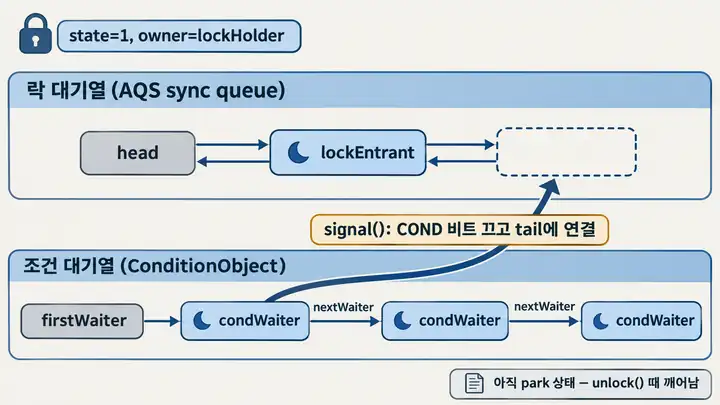 state=1, owner=lockHolder
락 대기열 (AQS sync queue)
head
lockEntrant
signal(): COND 비트 끄고 tail에 연결
조건 대기열 (ConditionObject)
firstWaiter
condWaiter
nextWaiter
condWaiter
nextWaiter
condWaiter
아직 park 상태 – unlock() 때 깨어남